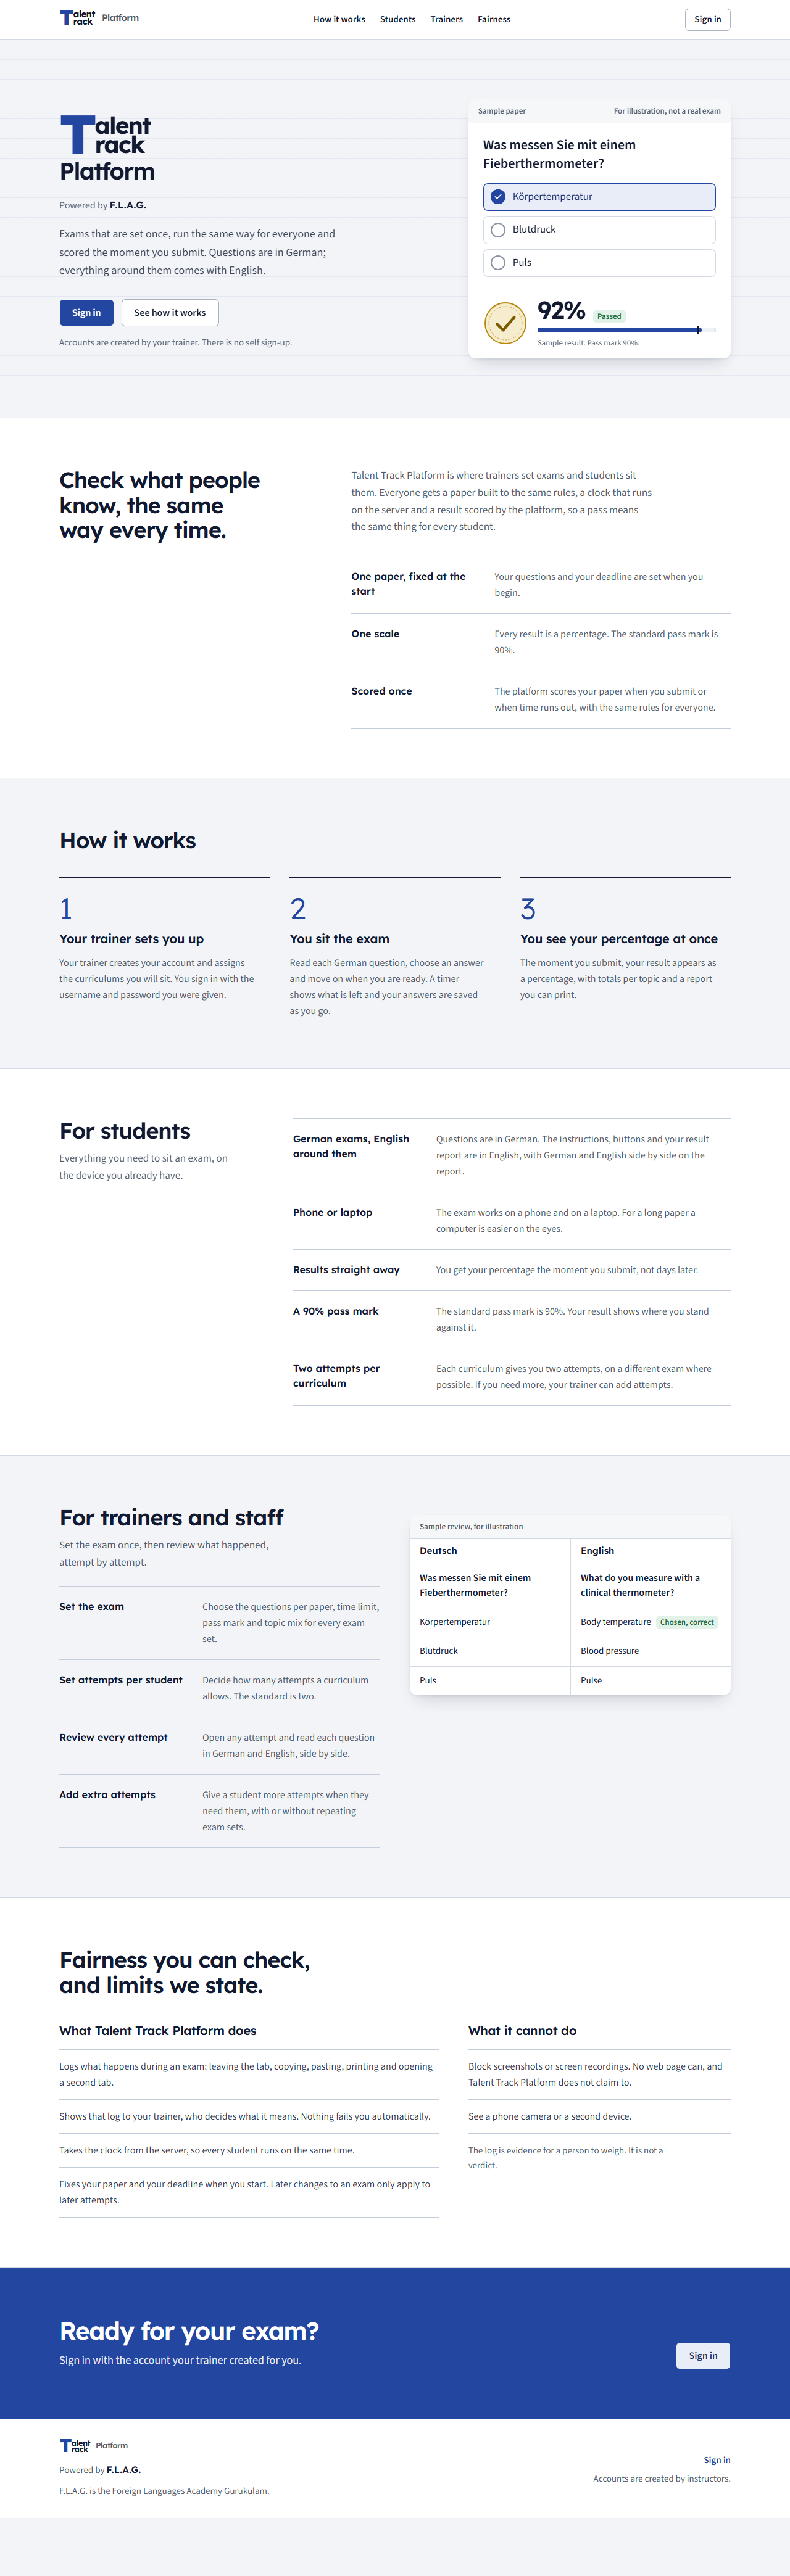 Talent
rack
Platform
How it works
Students
Trainers
Fairness
Sign in
Talent
rack
Platform
Powered by F.L.A.G.
Exams that are set once, run the same way for everyone and
scored the moment you submit. Questions are in German;
everything around them comes with English.
Sign in
See how it works
Accounts are created by your trainer. There is no self sign-up.
Sample paper
For illustration, not a real exam
Was messen Sie mit einem
Fieberthermometer?
Körpertemperatur
Blutdruck
Puls
92%
Passed
Sample result. Pass mark 90%.
Check what people
know, the same
way every time.
Talent Track Platform is where trainers set exams and students sit
them. Everyone gets a paper built to the same rules, a clock that runs
on the server and a result scored by the platform, so a pass means
the same thing for every student.
One paper, fixed at the
start
Your questions and your deadline are set when you
begin.
One scale
Every result is a percentage. The standard pass mark is
90%.
Scored once
The platform scores your paper when you submit or
when time runs out, with the same rules for everyone.
How it works
1
Your trainer sets you up
Your trainer creates your account and assigns
the curriculums you will sit. You sign in with the
username and password you were given.
2
You sit the exam
Read each German question, choose an answer
and move on when you are ready. A timer
shows what is left and your answers are saved
as you go.
3
You see your percentage at once
The moment you submit, your result appears as
a percentage, with totals per topic and a report
you can print.
For students
Everything you need to sit an exam, on
the device you already have.
German exams, English
around them
Questions are in German. The instructions, buttons and your result
report are in English, with German and English side by side on the
report.
Phone or laptop
The exam works on a phone and on a laptop. For a long paper a
computer is easier on the eyes.
Results straight away
You get your percentage the moment you submit, not days later.
A 90% pass mark
The standard pass mark is 90%. Your result shows where you stand
against it.
Two attempts per
curriculum
Each curriculum gives you two attempts, on a different exam where
possible. If you need more, your trainer can add attempts.
For trainers and staff
Set the exam once, then review what happened,
attempt by attempt.
Set the exam
Choose the questions per paper, time limit,
pass mark and topic mix for every exam
set.
Set attempts per student
Decide how many attempts a curriculum
allows. The standard is two.
Review every attempt
Open any attempt and read each question
in German and English, side by side.
Add extra attempts
Give a student more attempts when they
need them, with or without repeating
exam sets.
Sample review, for illustration
Deutsch
English
Was messen Sie mit einem
Fieberthermometer?
What do you measure with a
clinical thermometer?
Körpertemperatur
Body temperature
Chosen, correct
Blutdruck
Blood pressure
Puls
Pulse
Fairness you can check,
and limits we state.
What Talent Track Platform does
Logs what happens during an exam: leaving the tab, copying, pasting, printing and opening
a second tab.
Shows that log to your trainer, who decides what it means. Nothing fails you automatically.
Takes the clock from the server, so every student runs on the same time.
Fixes your paper and your deadline when you start. Later changes to an exam only apply to
later attempts.
What it cannot do
Block screenshots or screen recordings. No web page can, and
Talent Track Platform does not claim to.
See a phone camera or a second device.
The log is evidence for a person to weigh. It is not a
verdict.
Ready for your exam?
Sign in with the account your trainer created for you.
Sign in
Talent
rack
Platform
Powered by F.L.A.G.
F.L.A.G. is the Foreign Languages Academy Gurukulam.
Sign in
Accounts are created by instructors.